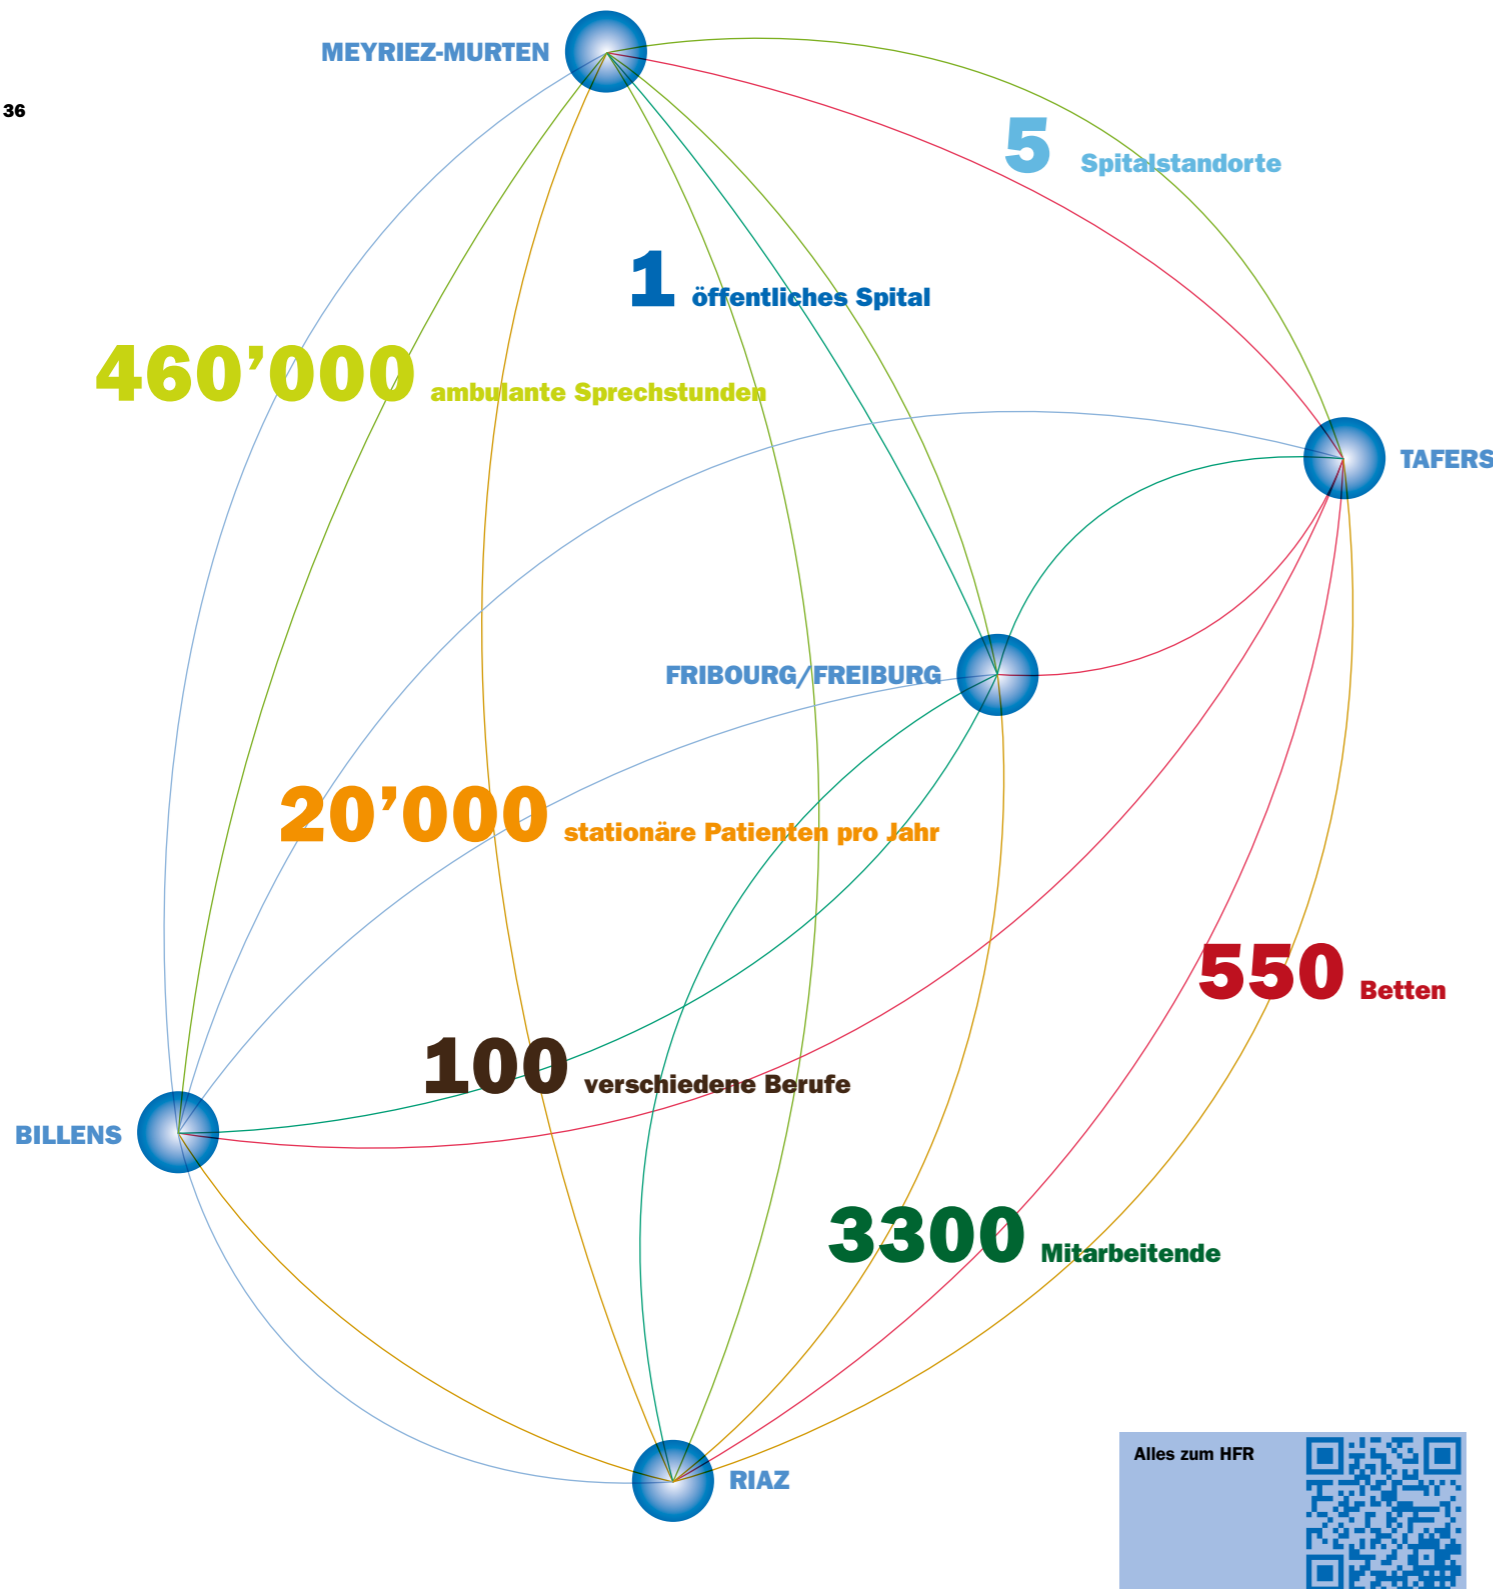 MEYRIEZ-MURTEN
36
5 Spitalstandorte
1 öffentliches Spital
460’000 ambulante Sprechstunden
TAFERS
FRIBOURG/FREIBURG
20’000 stationäre Patienten pro Jahr
550 Betten
100 verschiedene Berufe
BILLENS
3300 Mitarbeitende
Alles zum HFR
RIAZ